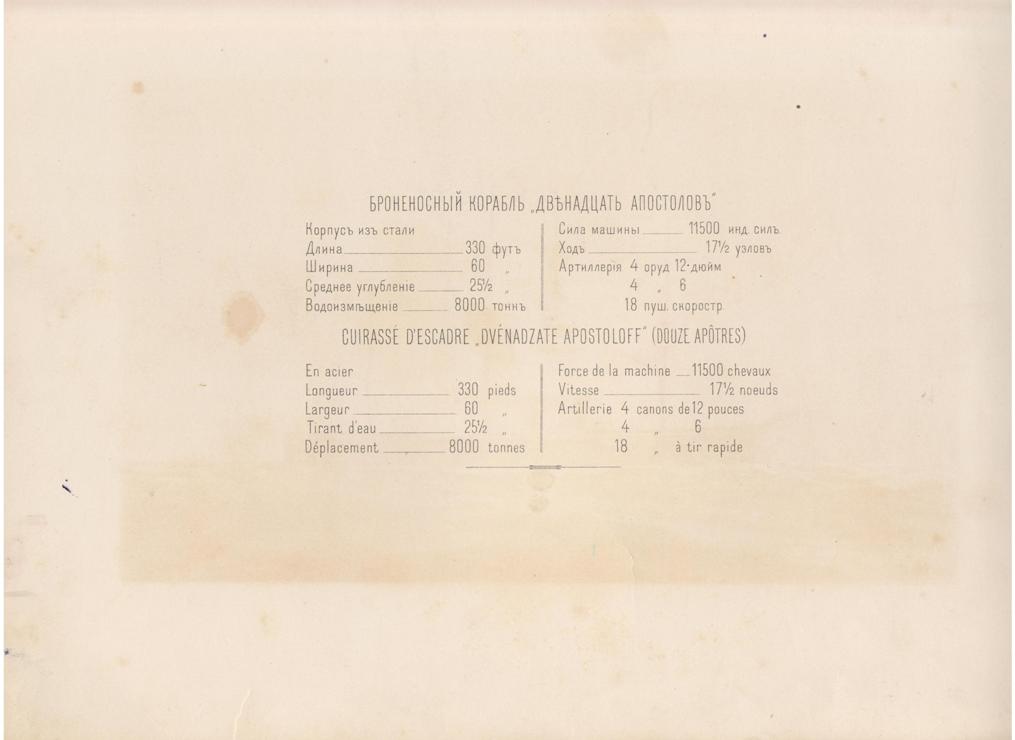 БРОНЕНОСНЫЙ КОРАБЛЬ „ДВѢНАДЦАТЬ АПОСТОЛОВЪ“
Корпусъ изъ стали
Длина 330 футъ
Ширина 60 „
Среднее углубленіе 25½ „
Водоизмѣщеніе 8000 тоннъ
Сила машины 11500 инд. силъ.
Ходъ 17½ узловъ
Артиллерія 4 оруд 12-дюйм
4 „ 6
18 пуш. скоростр.
CUIRASSÉ D'ESCADRE „DVÉNADZATE APOSTOLOFF“ (DOUZE APÔTRES)
En acier
Longueur 330 pieds
Largeur 60 „
Tirant d'eau 25½ „
Déplacement 8000 tonnes
Force de la machine 11500 chevaux
Vitesse 17½ noeuds
Artillerie 4 canons de 12 pouces
4 „ 6
18 „ à tir rapide